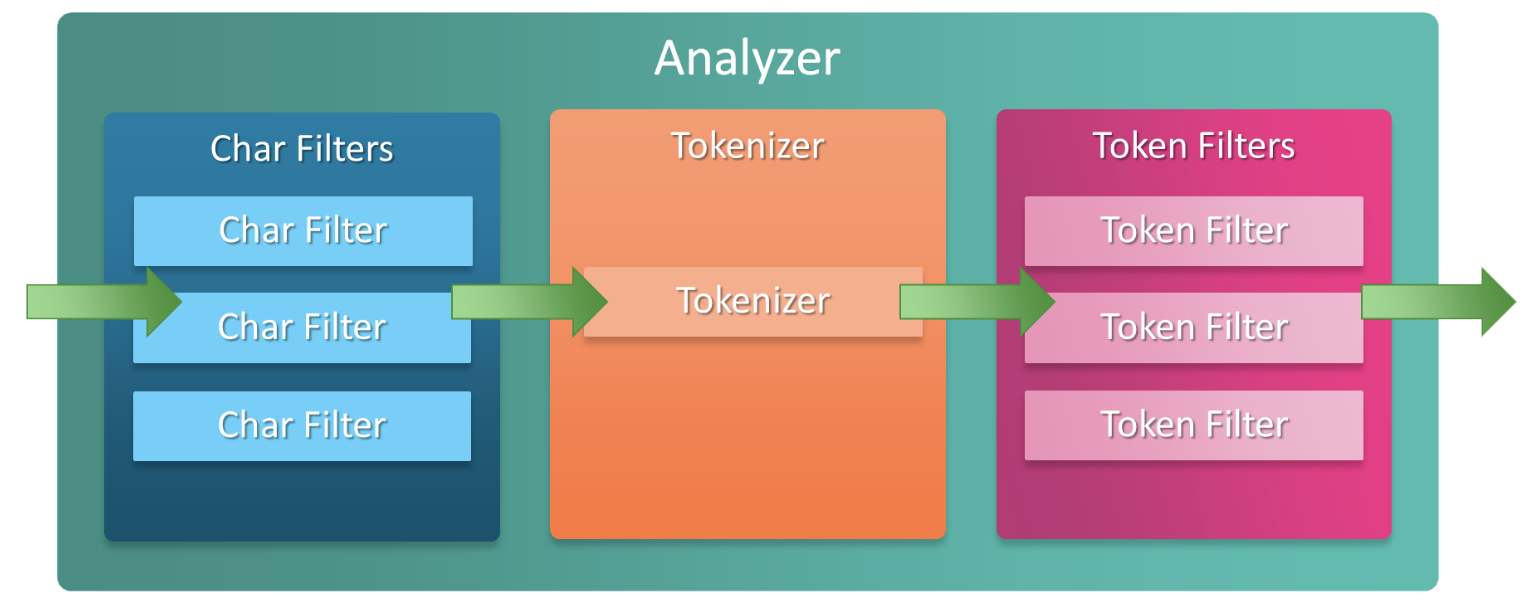 Analyzer
Char Filters
Char Filter
Char Filter
Char Filter
Tokenizer
Tokenizer
Token Filters
Token Filter
Token Filter
Token Filter